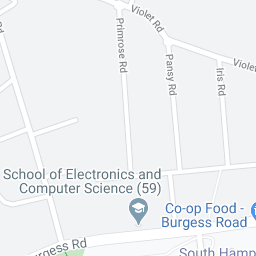 Violet Rd
Primrose Rd
Pansy Rd
Iris Rd
Violet
School of Electronics and
Computer Science (59)
Co-op Food -
Burgess Road
Burgess Rd
South Hamp